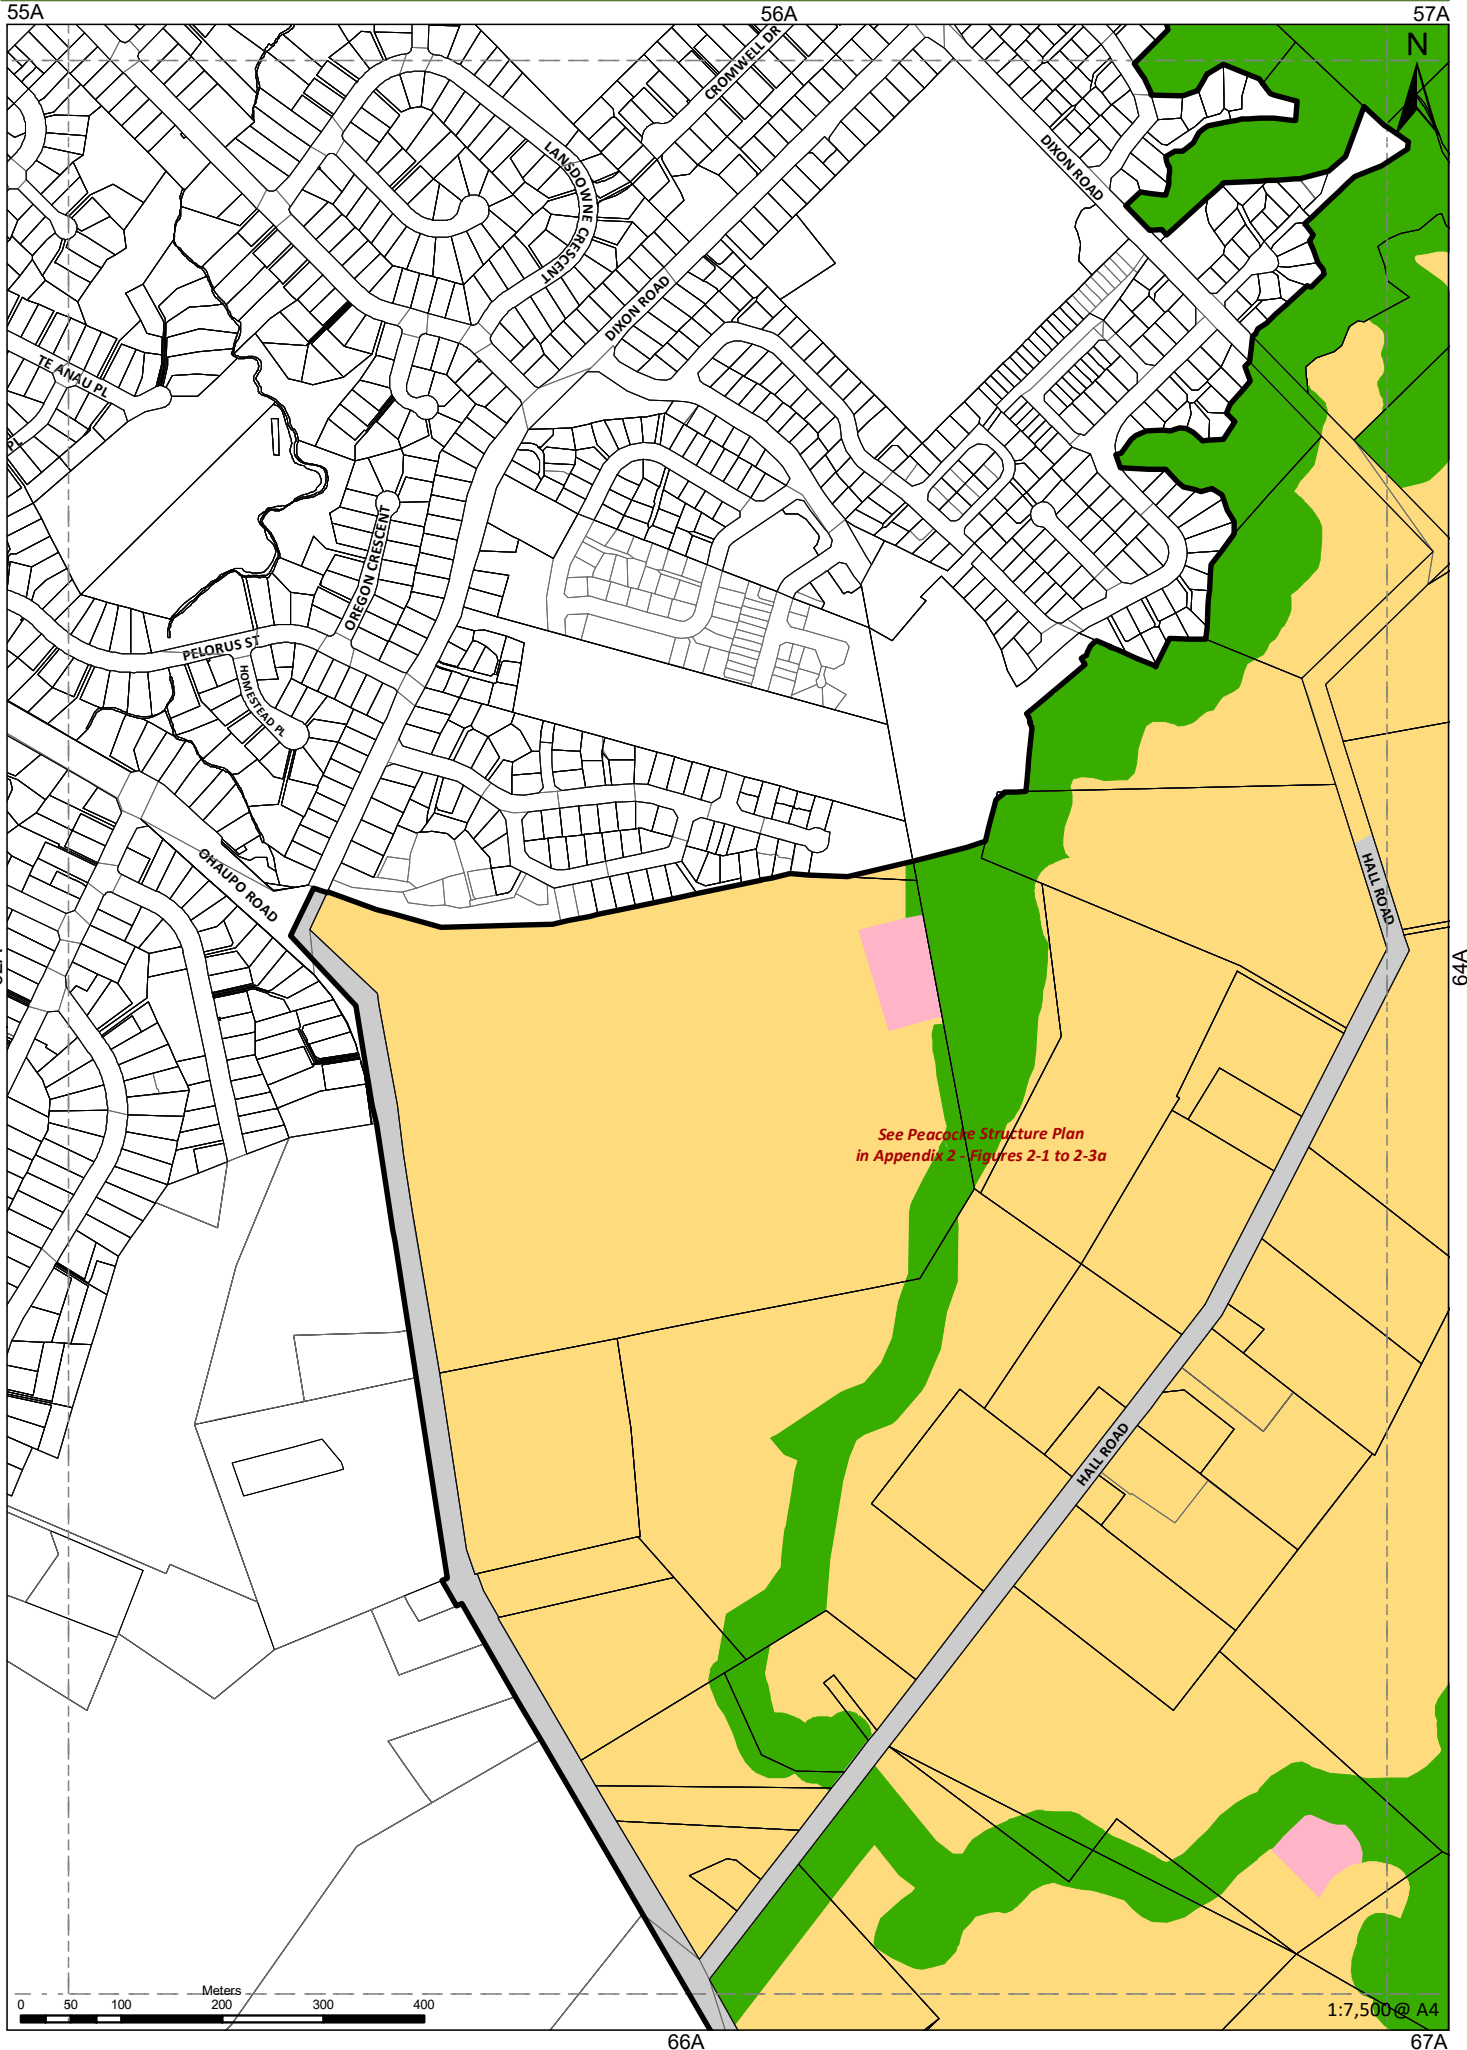 55A
56A
57A
N
CROMWELL DR
DIXON ROAD
LANSDOWNE CRESCENT
DIXON ROAD
TE ANAU PL
OREGON CRESCENT
PELORUS ST
HOMESTEAD PL
OHAUPO ROAD
HALL ROAD
64A
See Peacocke Structure Plan
in Appendix 2 - Figures 2-1 to 2-3a
HALL ROAD
Meters
0 50 100 200 300 400
1:7,500@ A4
66A
67A